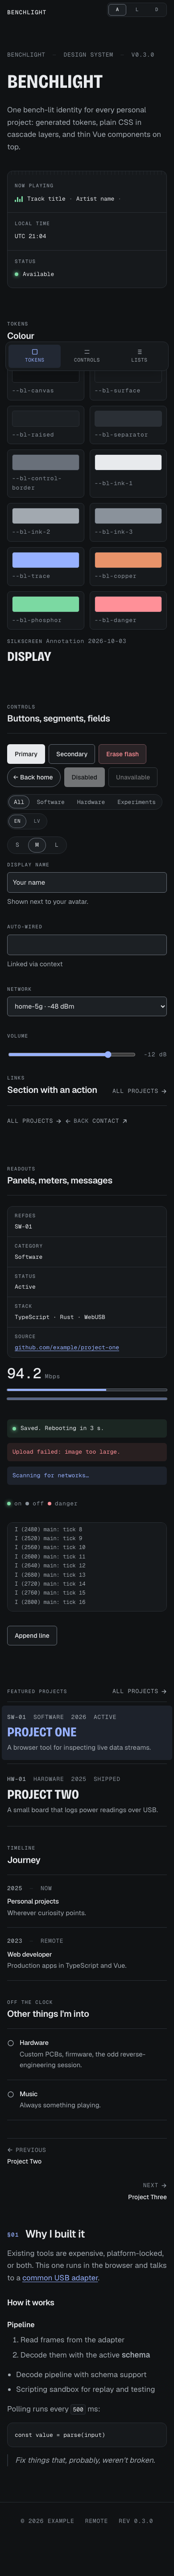 BENCHLIGHT
A L D
BENCHLIGHT · DESIGN SYSTEM · V0.3.0
BENCHLIGHT
One bench-lit identity for every personal
project: generated tokens, plain CSS in
cascade layers, and thin Vue components on
top.
NOW PLAYING
Track title · Artist name ·
LOCAL TIME
UTC 21:04
STATUS
Available
TOKENS
Colour
TOKENS
CONTROLS
LISTS
--bl-canvas
--bl-surface
--bl-raised
--bl-separator
--bl-control-
border
--bl-ink-1
--bl-ink-2
--bl-ink-3
--bl-trace
--bl-copper
--bl-phosphor
--bl-danger
SILKSCREEN Annotation 2026-10-03
DISPLAY
CONTROLS
Buttons, segments, fields
Primary
Secondary
Erase flash
← Back home
Disabled
Unavailable
All Software Hardware Experiments
EN LV
S M L
DISPLAY NAME
Your name
Shown next to your avatar.
AUTO-WIRED
Linked via context
NETWORK
home-5g · -48 dBm
VOLUME
-12 dB
LINKS
Section with an action
ALL PROJECTS →
ALL PROJECTS → ← BACK CONTACT ↗
READOUTS
Panels, meters, messages
REFDES
SW-01
CATEGORY
Software
STATUS
Active
STACK
TypeScript · Rust · WebUSB
SOURCE
github.com/example/project-one
94.2 Mbps
Saved. Rebooting in 3 s.
Upload failed: image too large.
Scanning for networks…
on off danger
I (2480) main: tick 8
I (2520) main: tick 9
I (2560) main: tick 10
I (2600) main: tick 11
I (2640) main: tick 12
I (2680) main: tick 13
I (2720) main: tick 14
I (2760) main: tick 15
I (2800) main: tick 16
Append line
FEATURED PROJECTS
ALL PROJECTS →
SW-01 SOFTWARE 2026 ACTIVE
PROJECT ONE
A browser tool for inspecting live data streams.
HW-01 HARDWARE 2025 SHIPPED
PROJECT TWO
A small board that logs power readings over USB.
TIMELINE
Journey
2025 · NOW
Personal projects
Wherever curiosity points.
2023 · REMOTE
Web developer
Production apps in TypeScript and Vue.
OFF THE CLOCK
Other things I'm into
Hardware
Custom PCBs, firmware, the odd reverse-
engineering session.
Music
Always something playing.
← PREVIOUS
Project Two
NEXT →
Project Three
§01 Why I built it
Existing tools are expensive, platform-locked,
or both. This one runs in the browser and talks
to a common USB adapter.
How it works
Pipeline
1. Read frames from the adapter
2. Decode them with the active schema
• Decode pipeline with schema support
• Scripting sandbox for replay and testing
Polling runs every 500 ms:
const value = parse(input)
Fix things that, probably, weren't broken.
© 2026 EXAMPLE REMOTE REV 0.3.0